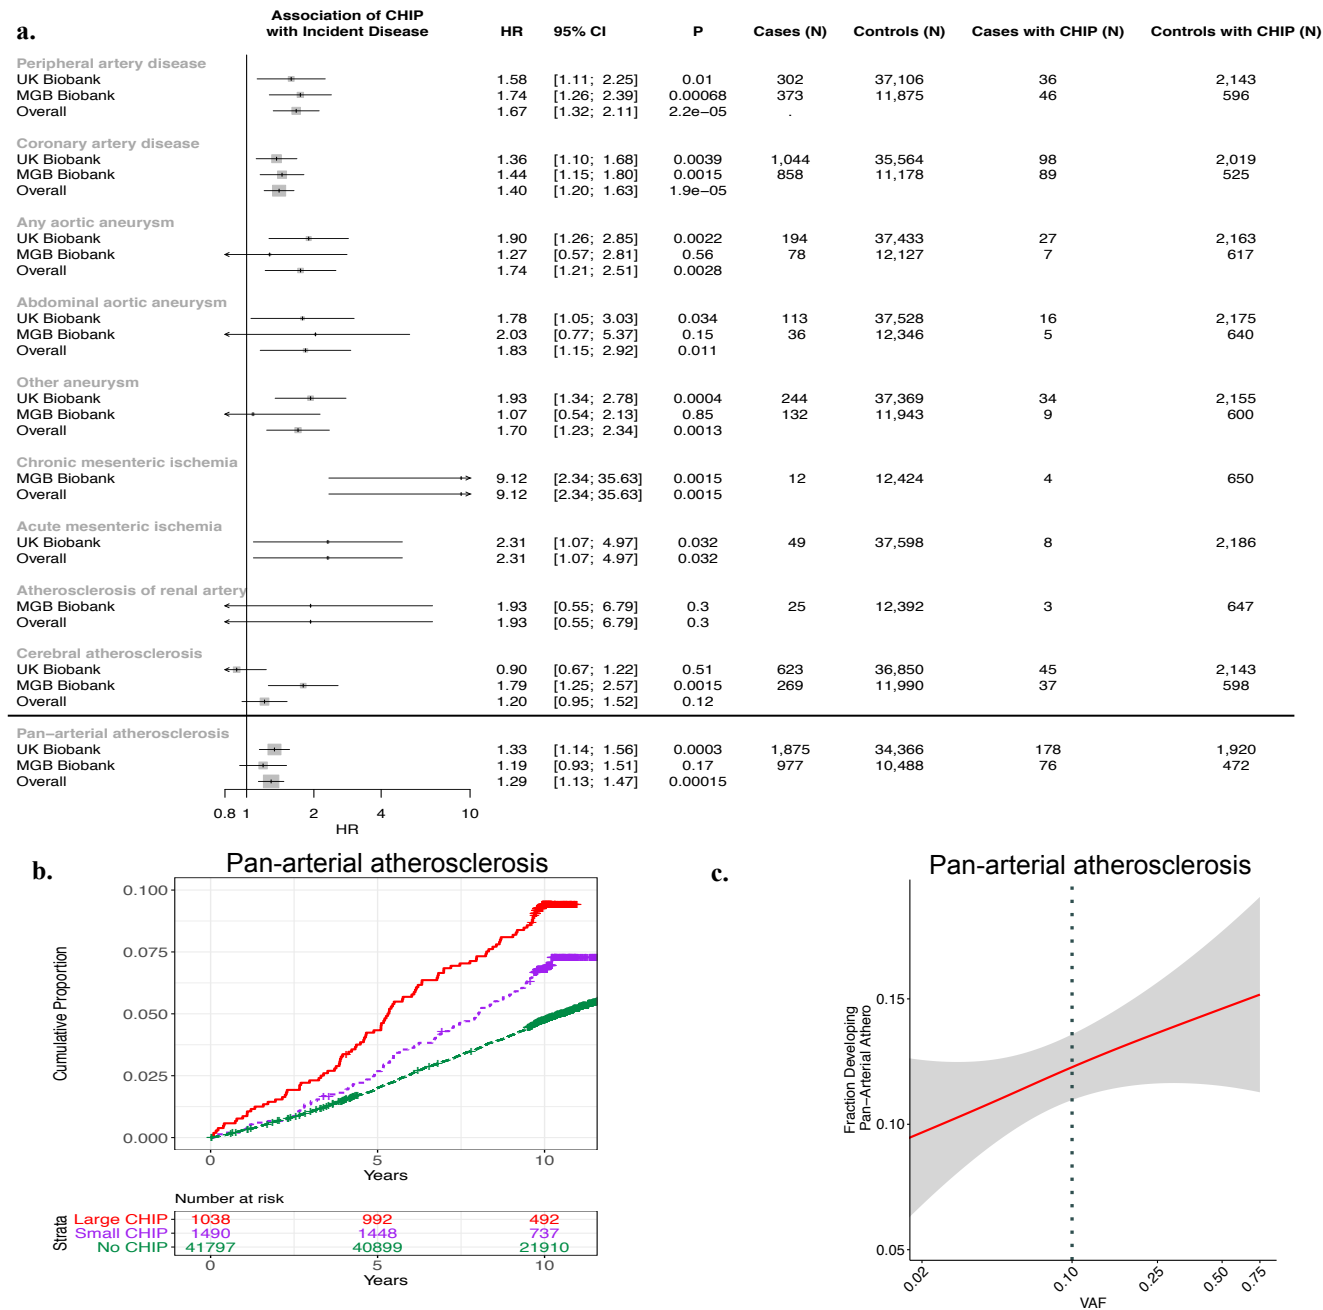 a.
Association of CHIP
with Incident Disease HR 95% CI P Cases (N) Controls (N) Cases with CHIP (N) Controls with CHIP (N)
Peripheral artery disease
UK Biobank 1.58 [1.11; 2.25] 0.01 302 37,106 36 2,143
MGB Biobank 1.74 [1.26; 2.39] 0.00068 373 11,875 46 596
Overall 1.67 [1.32; 2.11] 2.2e−05 .
Coronary artery disease
UK Biobank 1.36 [1.10; 1.68] 0.0039 1,044 35,564 98 2,019
MGB Biobank 1.44 [1.15; 1.80] 0.0015 858 11,178 89 525
Overall 1.40 [1.20; 1.63] 1.9e−05
Any aortic aneurysm
UK Biobank 1.90 [1.26; 2.85] 0.0022 194 37,433 27 2,163
MGB Biobank 1.27 [0.57; 2.81] 0.56 78 12,127 7 617
Overall 1.74 [1.21; 2.51] 0.0028
Abdominal aortic aneurysm
UK Biobank 1.78 [1.05; 3.03] 0.034 113 37,528 16 2,175
MGB Biobank 2.03 [0.77; 5.37] 0.15 36 12,346 5 640
Overall 1.83 [1.15; 2.92] 0.011
Other aneurysm
UK Biobank 1.93 [1.34; 2.78] 0.0004 244 37,369 34 2,155
MGB Biobank 1.07 [0.54; 2.13] 0.85 132 11,943 9 600
Overall 1.70 [1.23; 2.34] 0.0013
Chronic mesenteric ischemia
MGB Biobank 9.12 [2.34; 35.63] 0.0015 12 12,424 4 650
Overall 9.12 [2.34; 35.63] 0.0015
Acute mesenteric ischemia
UK Biobank 2.31 [1.07; 4.97] 0.032 49 37,598 8 2,186
Overall 2.31 [1.07; 4.97] 0.032
Atherosclerosis of renal artery
MGB Biobank 1.93 [0.55; 6.79] 0.3 25 12,392 3 647
Overall 1.93 [0.55; 6.79] 0.3
Cerebral atherosclerosis
UK Biobank 0.90 [0.67; 1.22] 0.51 623 36,850 45 2,143
MGB Biobank 1.79 [1.25; 2.57] 0.0015 269 11,990 37 598
Overall 1.20 [0.95; 1.52] 0.12
Pan−arterial atherosclerosis
UK Biobank 1.33 [1.14; 1.56] 0.0003 1,875 34,366 178 1,920
MGB Biobank 1.19 [0.93; 1.51] 0.17 977 10,488 76 472
Overall 1.29 [1.13; 1.47] 0.00015
0.8 1 2 4 10
HR
b.
Pan-arterial atherosclerosis
Cumulative Proportion
0.100
0.075
0.050
0.025
0.000
0 5 10
Years
Number at risk
Strata
Large CHIP 1038 992 492
Small CHIP 1490 1448 737
No CHIP 41797 40899 21910
0 5 10
Years
c.
Pan-arterial atherosclerosis
Fraction Developing
Pan−Arterial Athero
0.15
0.10
0.05
0.02 0.10 0.25 0.50 0.75
VAF